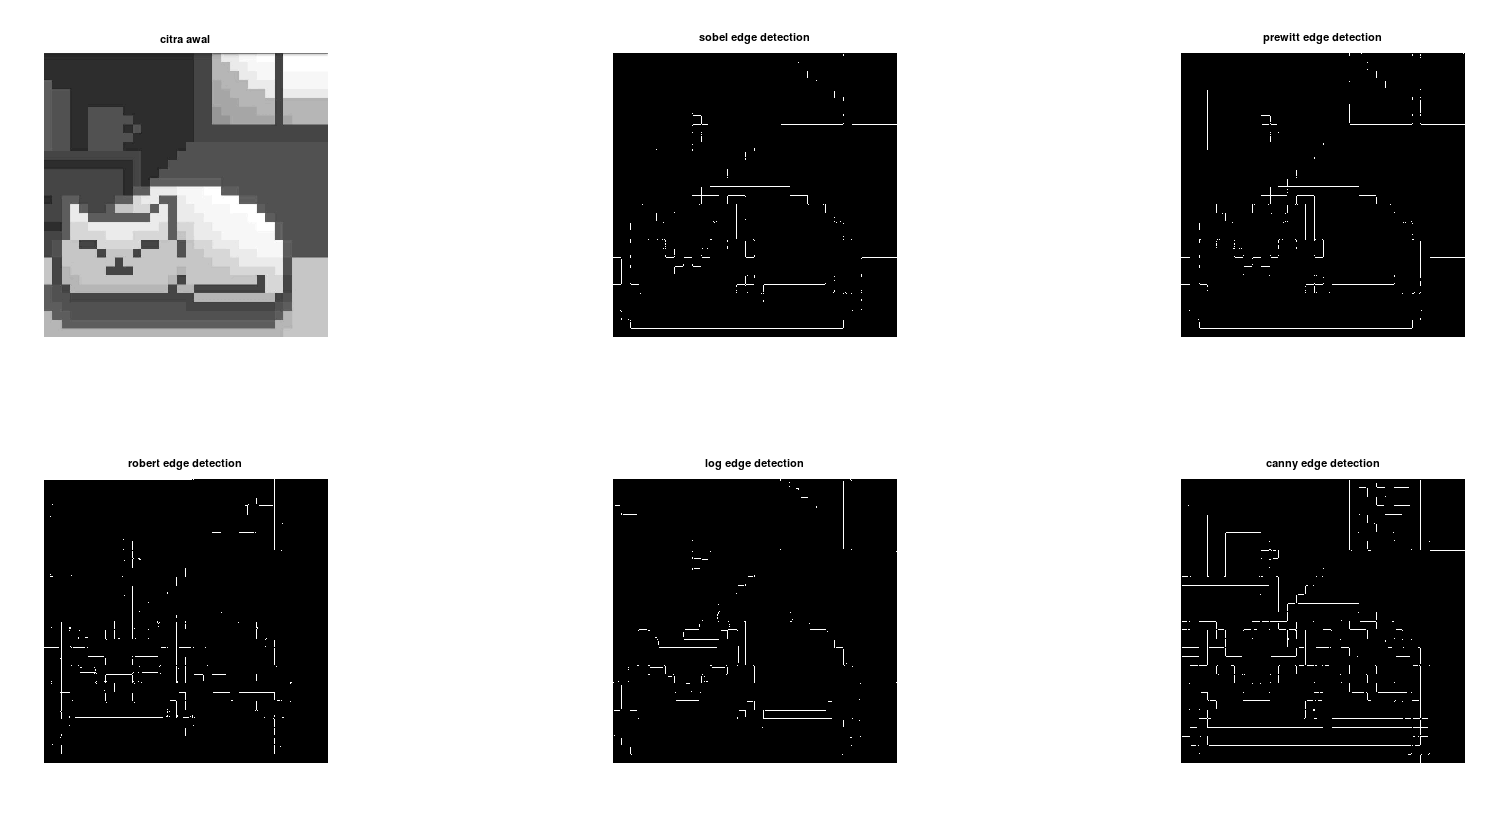 citra awal
sobel edge detection
prewitt edge detection
robert edge detection
log edge detection
canny edge detection